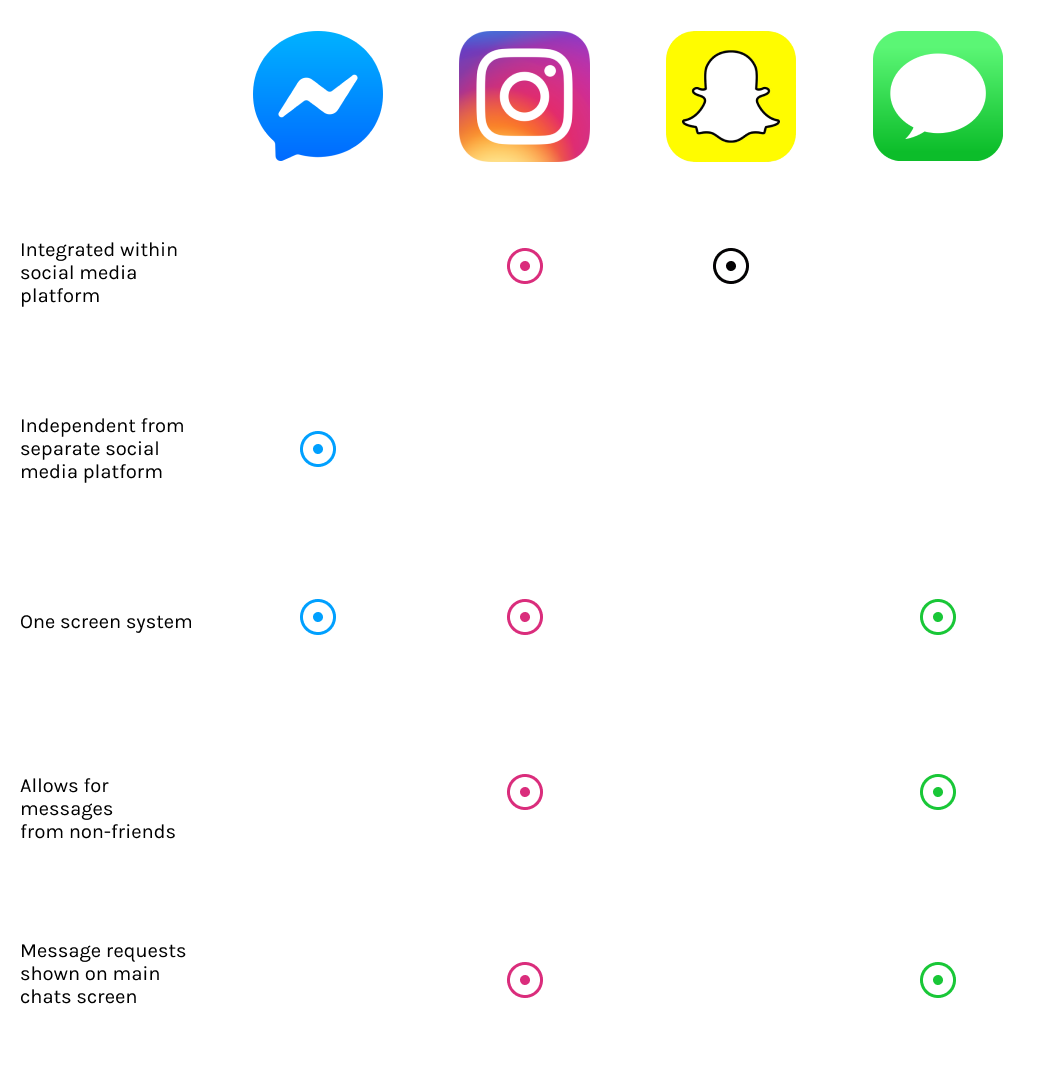 Integrated within
social media
platform
Independent from
separate social
media platform
One screen system
Allows for
messages
from non-friends
Message requests
shown on main
chats screen